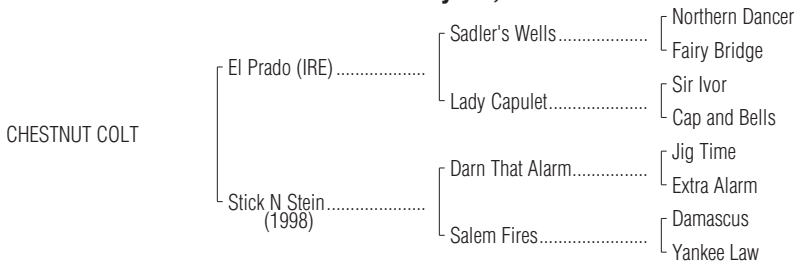 Northern Dancer
Sadler's Wells....................
Fairy Bridge
El Prado (IRE) ...................
Sir Ivor
Lady Capulet......................
Cap and Bells
CHESTNUT COLT
Jig Time
Darn That Alarm...............
Extra Alarm
Stick N Stein.....................
(1998)
Damascus
Salem Fires.......................
Yankee Law